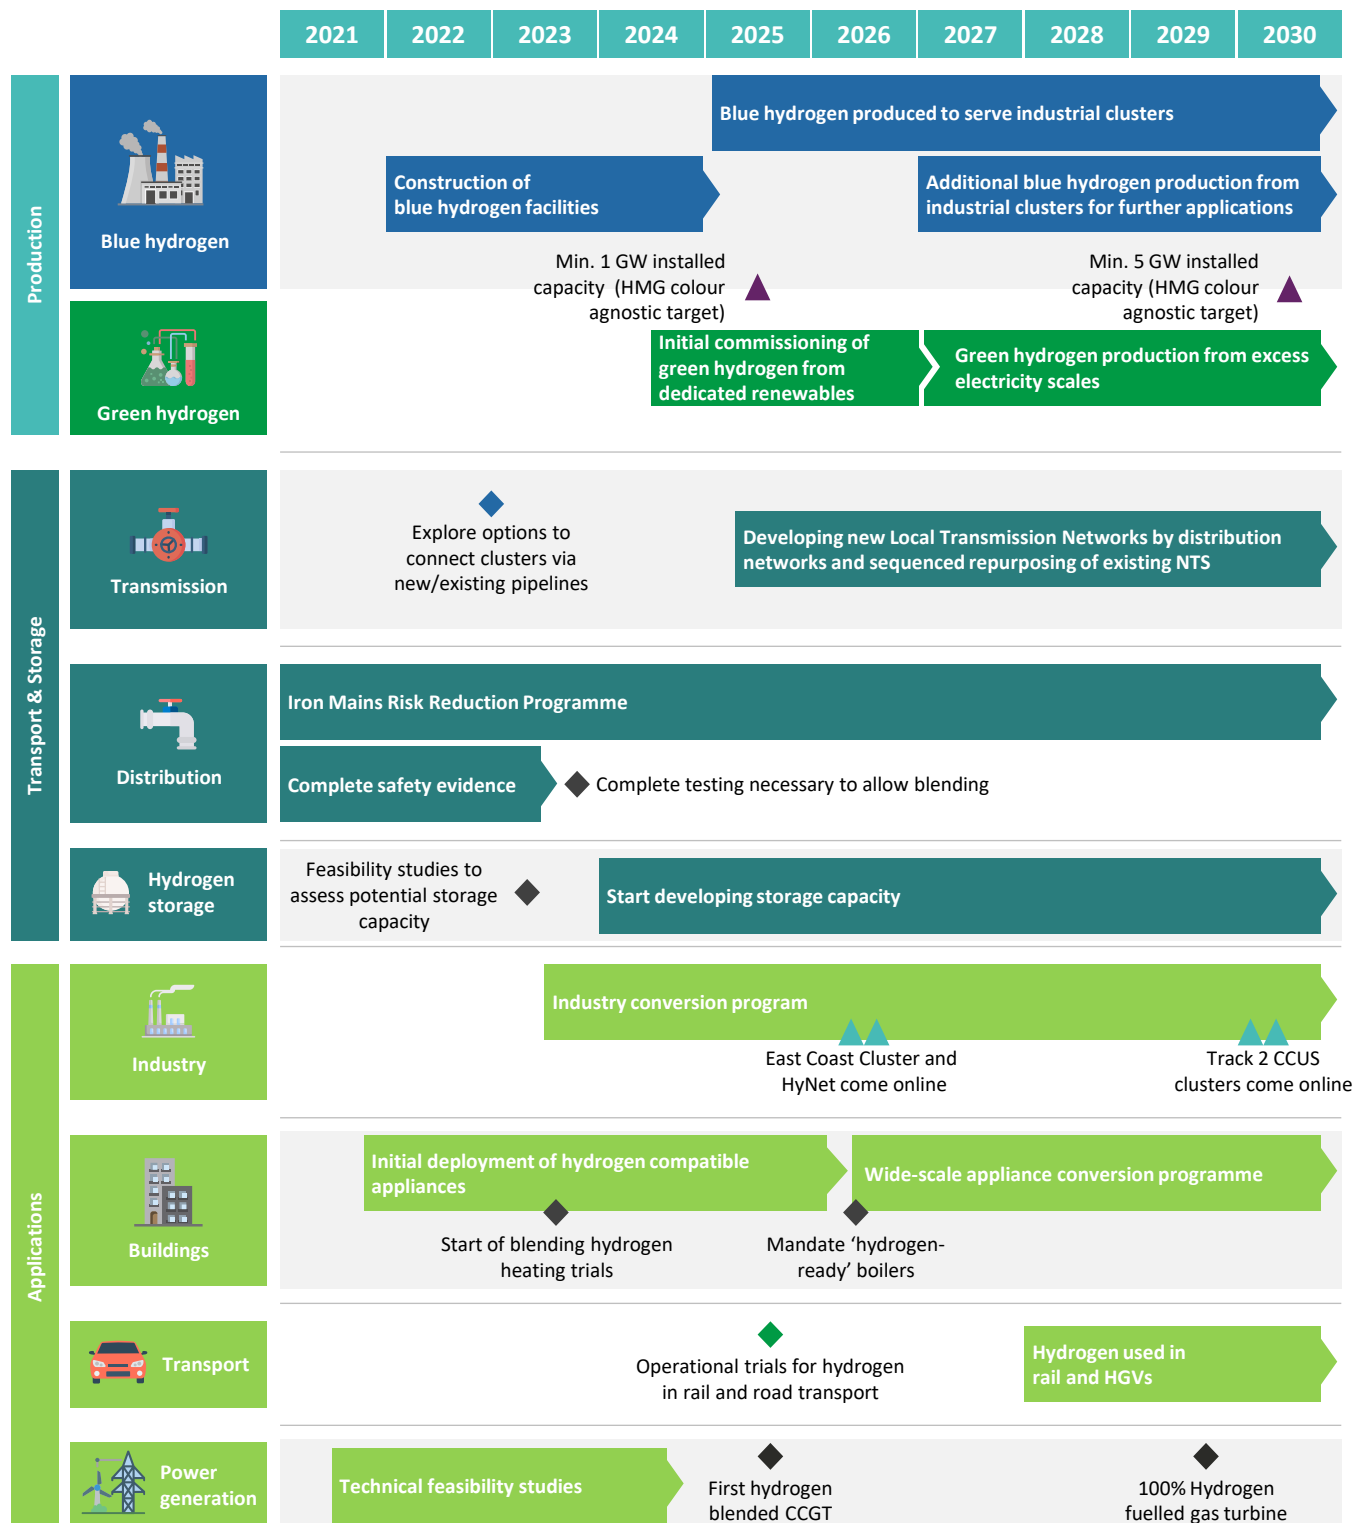 2021 2022 2023 2024 2025 2026 2027 2028 2029 2030
Production
Blue hydrogen
Blue hydrogen produced to serve industrial clusters
Construction of
blue hydrogen facilities
Additional blue hydrogen production from
industrial clusters for further applications
Min. 1 GW installed
capacity (HMG colour
agnostic target)
Min. 5 GW installed
capacity (HMG colour
agnostic target)
Green hydrogen
Initial commissioning of
green hydrogen from
dedicated renewables
Green hydrogen production from excess
electricity scales
Transport & Storage
Transmission
Explore options to
connect clusters via
new/existing pipelines
Developing new Local Transmission Networks by distribution
networks and sequenced repurposing of existing NTS
Distribution
Iron Mains Risk Reduction Programme
Complete safety evidence
Complete testing necessary to allow blending
Hydrogen
storage
Feasibility studies to
assess potential storage
capacity
Start developing storage capacity
Applications
Industry
Industry conversion program
East Coast Cluster and
HyNet come online
Track 2 CCUS
clusters come online
Buildings
Initial deployment of hydrogen compatible
appliances
Wide-scale appliance conversion programme
Start of blending hydrogen
heating trials
Mandate ‘hydrogen-
ready’ boilers
Transport
Operational trials for hydrogen
in rail and road transport
Hydrogen used in
rail and HGVs
Power
generation
Technical feasibility studies
First hydrogen
blended CCGT
100% Hydrogen
fuelled gas turbine